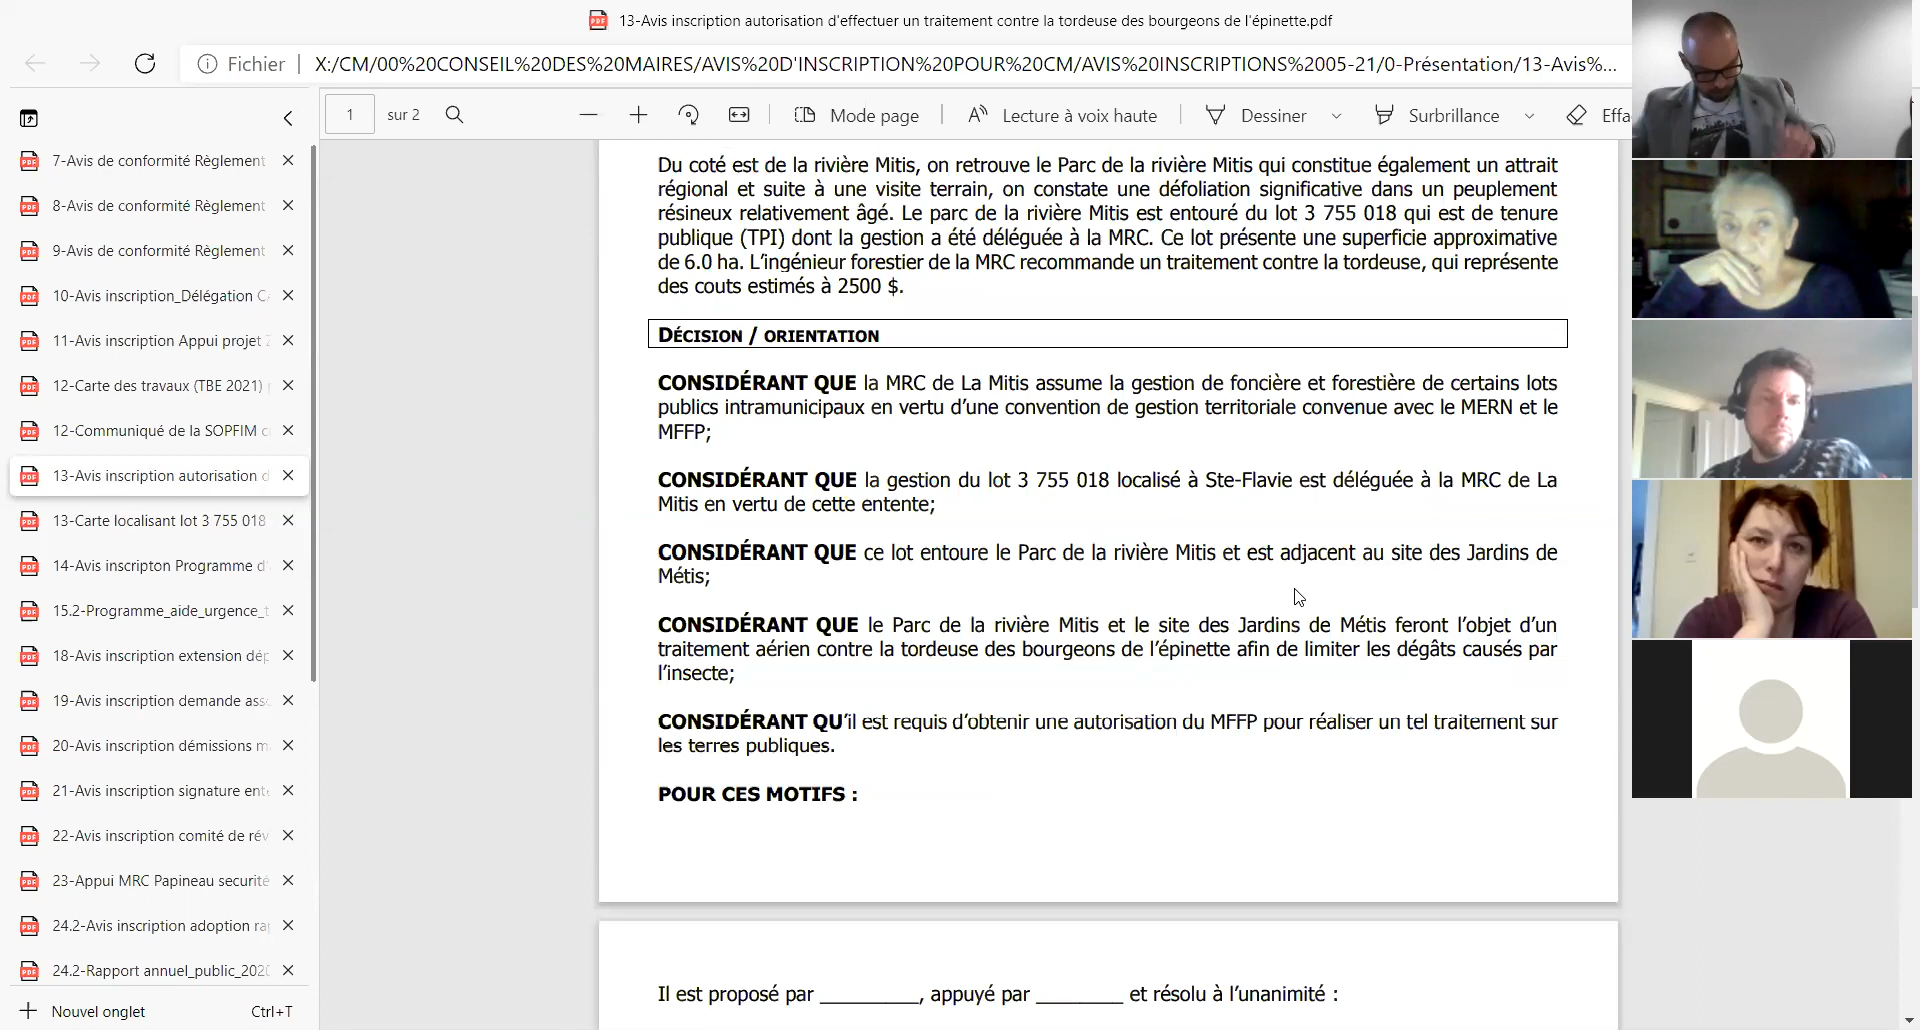 13-Avis inscription autorisation d'effectuer un traitement contre la tordeuse des bourgeons de l'épinette.pdf
Fichier
X:/CM/00%20CONSEIL%20DES%20MAIRES/AVIS%20D'INSCRIPTION%20POUR%20CM/AVIS%20INSCRIPTIONS%2005-21/0-Présentation/13-Avis%...
1 sur 2
Mode page
Lecture à voix haute
Dessiner
Surbrillance
Effa
7-Avis de conformité Règlement
8-Avis de conformité Règlement
9-Avis de conformité Règlement
10-Avis inscription_Délégation C
11-Avis inscription Appui projet
12-Carte des travaux (TBE 2021)
12-Communiqué de la SOPFIM c
13-Avis inscription autorisation d
13-Carte localisant lot 3 755 018
14-Avis inscripton Programme d'
15.2-Programme_aide_urgence_t
18-Avis inscription extension dép
19-Avis inscription demande ass
20-Avis inscription démissions m
21-Avis inscription signature ent
22-Avis inscription comité de rév
23-Appui MRC Papineau securité
24.2-Avis inscription adoption ra
24.2-Rapport annuel_public_202
Nouvel onglet Ctrl+T
Du coté est de la rivière Mitis, on retrouve le Parc de la rivière Mitis qui constitue également un attrait
régional et suite à une visite terrain, on constate une défoliation significative dans un peuplement
résineux relativement âgé. Le parc de la rivière Mitis est entouré du lot 3 755 018 qui est de tenure
publique (TPI) dont la gestion a été déléguée à la MRC. Ce lot présente une superficie approximative
de 6.0 ha. L'ingénieur forestier de la MRC recommande un traitement contre la tordeuse, qui représente
des couts estimés à 2500 $.
DÉCISION / ORIENTATION
CONSIDÉRANT QUE la MRC de La Mitis assume la gestion de foncière et forestière de certains lots
publics intramunicipaux en vertu d'une convention de gestion territoriale convenue avec le MERN et le
MFFP;
CONSIDÉRANT QUE la gestion du lot 3 755 018 localisé à Ste-Flavie est déléguée à la MRC de La
Mitis en vertu de cette entente;
CONSIDÉRANT QUE ce lot entoure le Parc de la rivière Mitis et est adjacent au site des Jardins de
Métis;
CONSIDÉRANT QUE le Parc de la rivière Mitis et le site des Jardins de Métis feront l'objet d'un
traitement aérien contre la tordeuse des bourgeons de l'épinette afin de limiter les dégâts causés par
l'insecte;
CONSIDÉRANT QU'il est requis d'obtenir une autorisation du MFFP pour réaliser un tel traitement sur
les terres publiques.
POUR CES MOTIFS :
Il est proposé par __________, appuyé par ________ et résolu à l'unanimité :